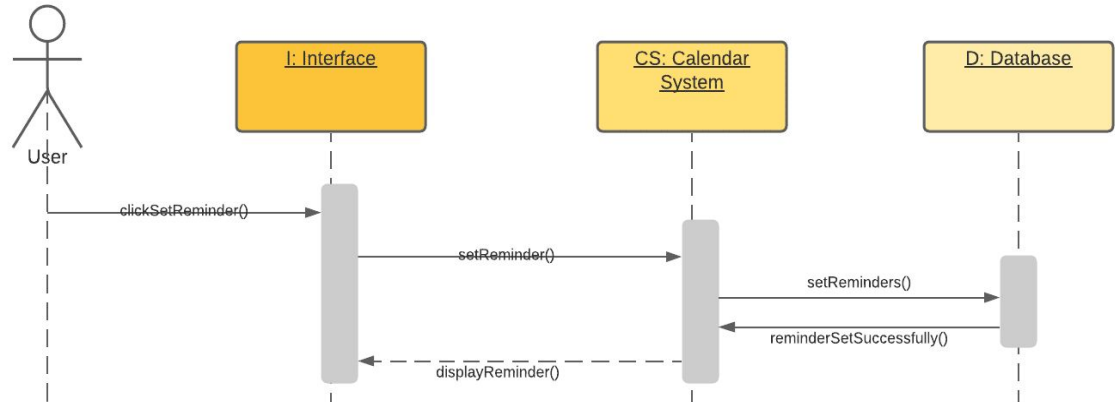 I: Interface
CS: Calendar
System
D: Database
User
clickSetReminder()
setReminder()
setReminders()
reminderSetSuccessfully()
displayReminder()